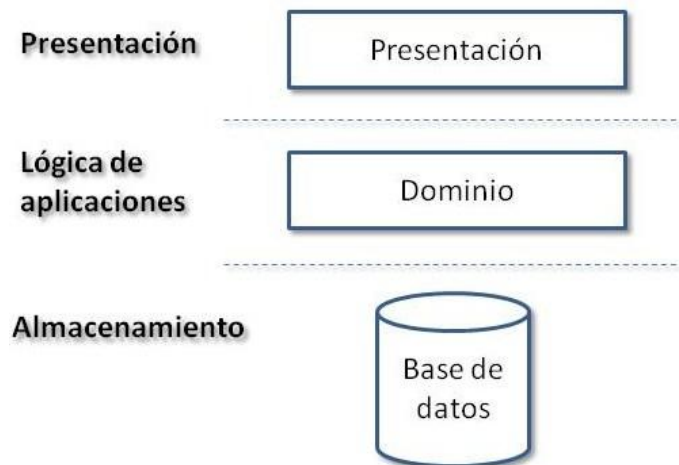 Presentación
Presentación
Lógica de
aplicaciones
Dominio
Almacenamiento
Base de
datos